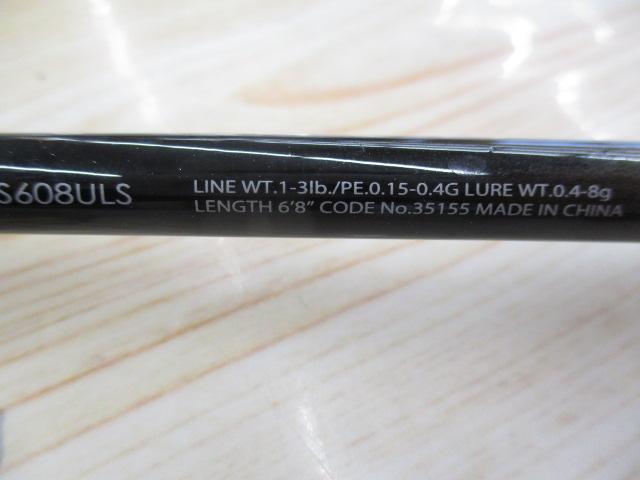 S608ULS
LINE WT.1-3lb./PE.0.15-0.4G LURE WT.0.4-8g
LENGTH 6'8" CODE No.35155 MADE IN CHINA